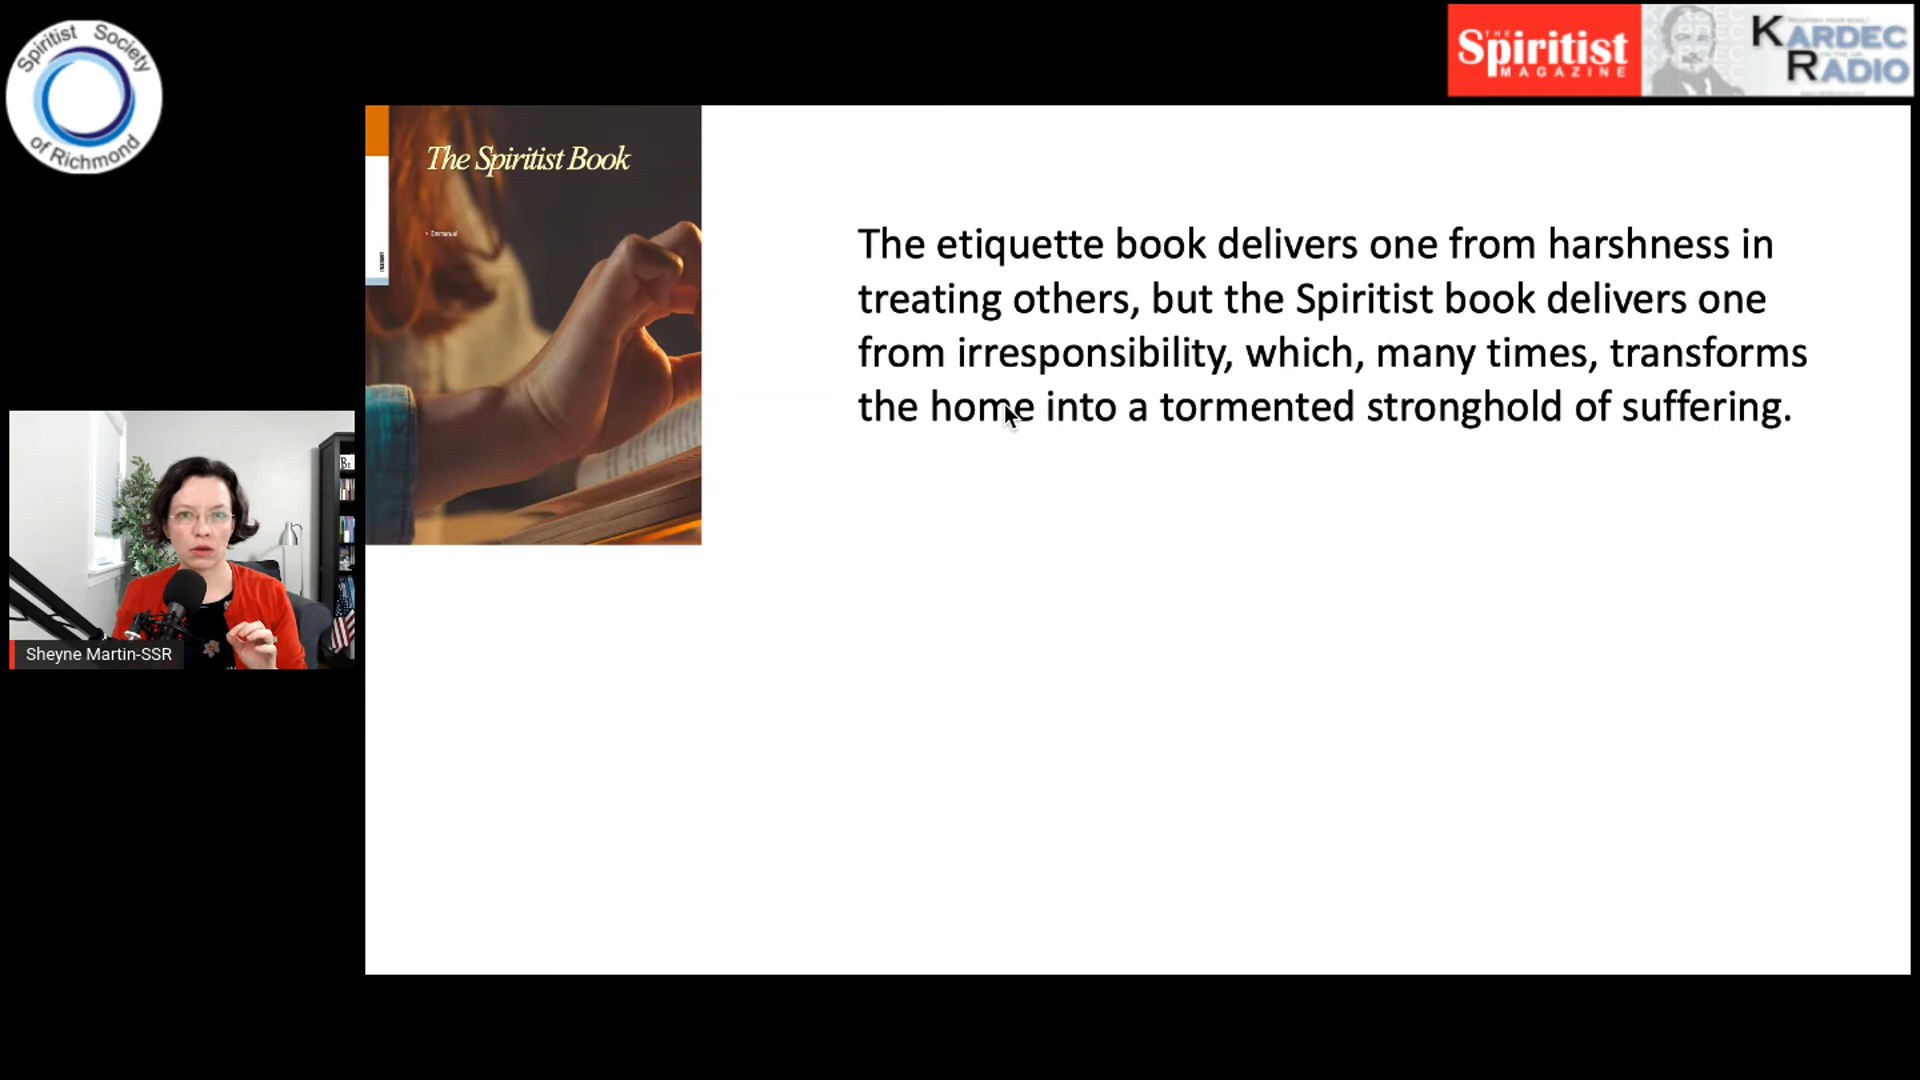 Spiritist Society
of Richmond
THE
Spiritist
MAGAZINE
KARDEC
RADIO
The Spiritist Book
Emmanuel
The etiquette book delivers one from harshness in
treating others, but the Spiritist book delivers one
from irresponsibility, which, many times, transforms
the home into a tormented stronghold of suffering.
Sheyne Martin-SSR